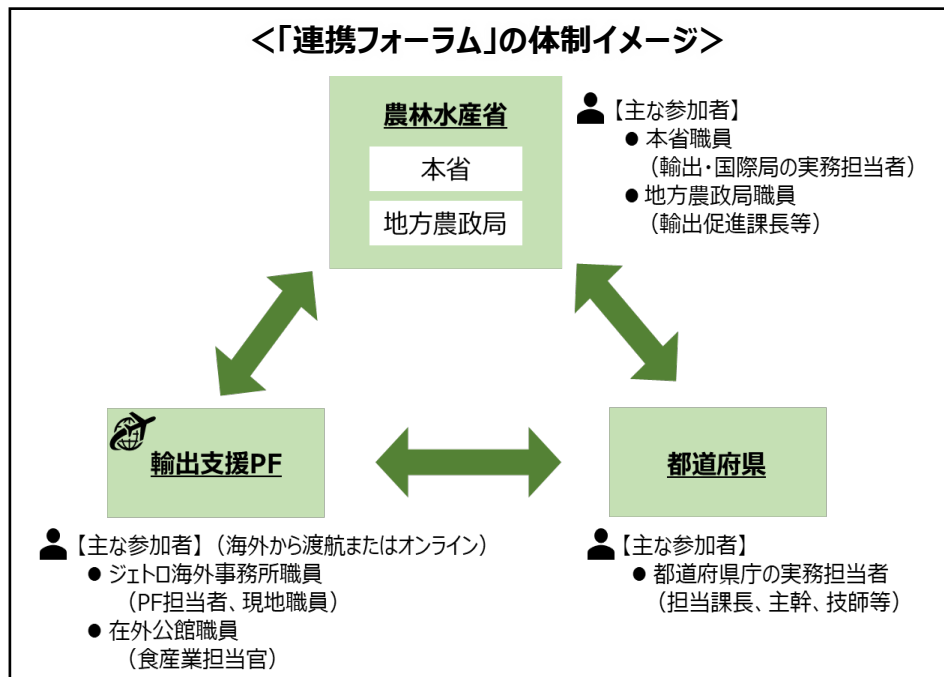 ＜「連携フォーラム」の体制イメージ＞
農林水産省
本省
地方農政局
【主な参加者】
● 本省職員
（輸出・国際局の実務担当者）
● 地方農政局職員
（輸出促進課長等）
輸出支援PF
【主な参加者】（海外から渡航またはオンライン）
● ジェトロ海外事務所職員
（PF担当者、現地職員）
● 在外公館職員
（食産業担当官）
都道府県
【主な参加者】
● 都道府県庁の実務担当者
（担当課長、主幹、技師等）